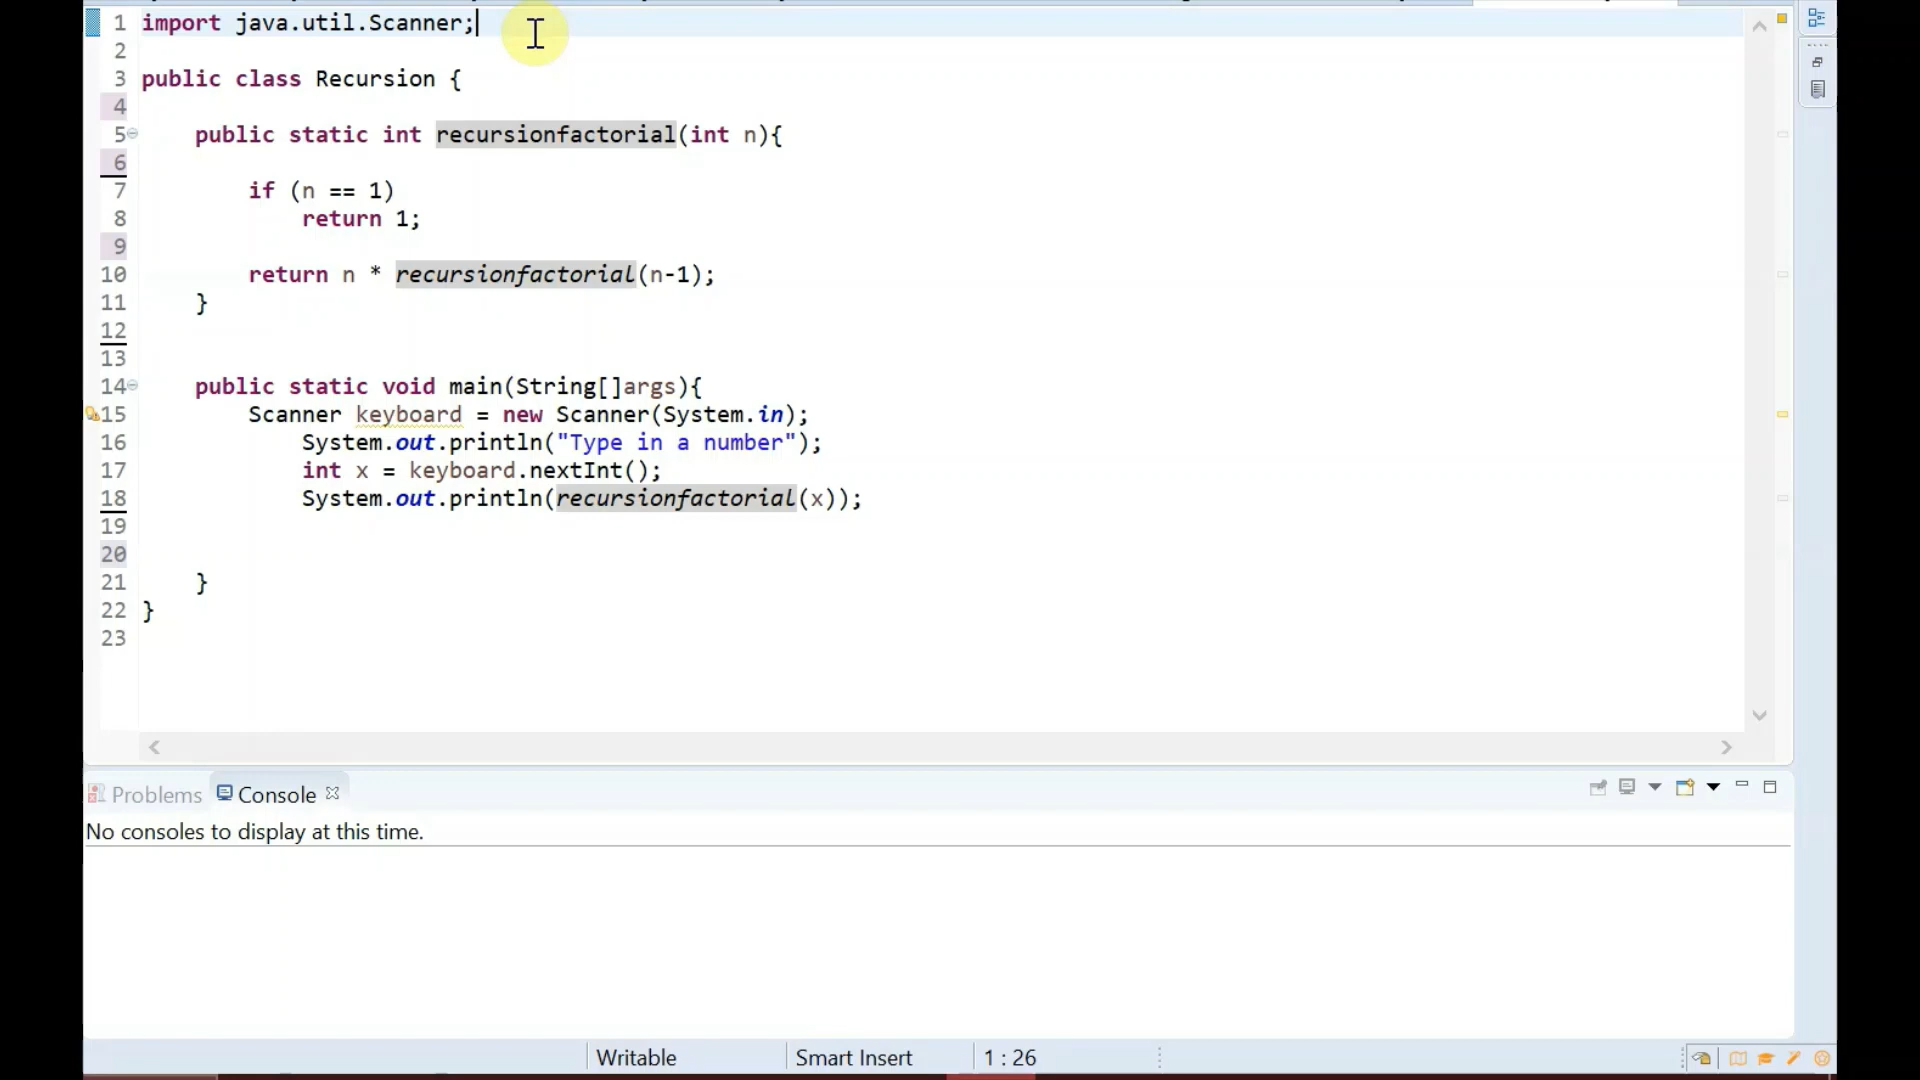 1 import java.util.Scanner;
2
3 public class Recursion {
4
5 public static int recursionfactorial(int n){
6
7 if (n == 1)
8 return 1;
9
10 return n * recursionfactorial(n-1);
11 }
12
13
14 public static void main(String[]args){
15 Scanner keyboard = new Scanner(System.in);
16 System.out.println("Type in a number");
17 int x = keyboard.nextInt();
18 System.out.println(recursionfactorial(x));
19
20
21 }
22 }
23
Problems Console
No consoles to display at this time.
Writable Smart Insert 1 : 26